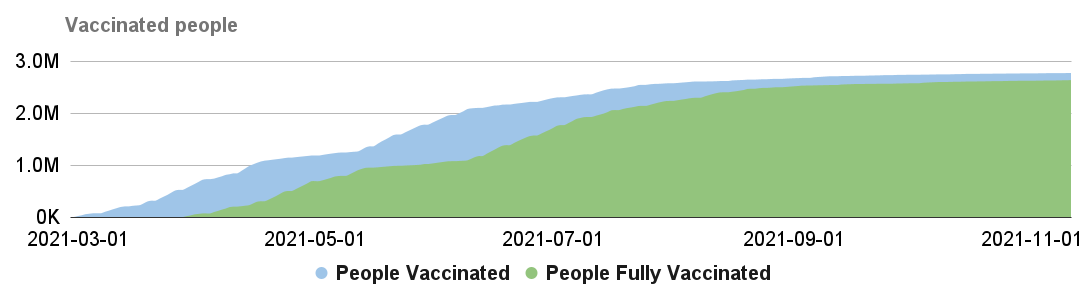 Vaccinated people
3.0M
2.0M
1.0M
0K
2021-03-01 2021-05-01 2021-07-01 2021-09-01 2021-11-01
People Vaccinated People Fully Vaccinated